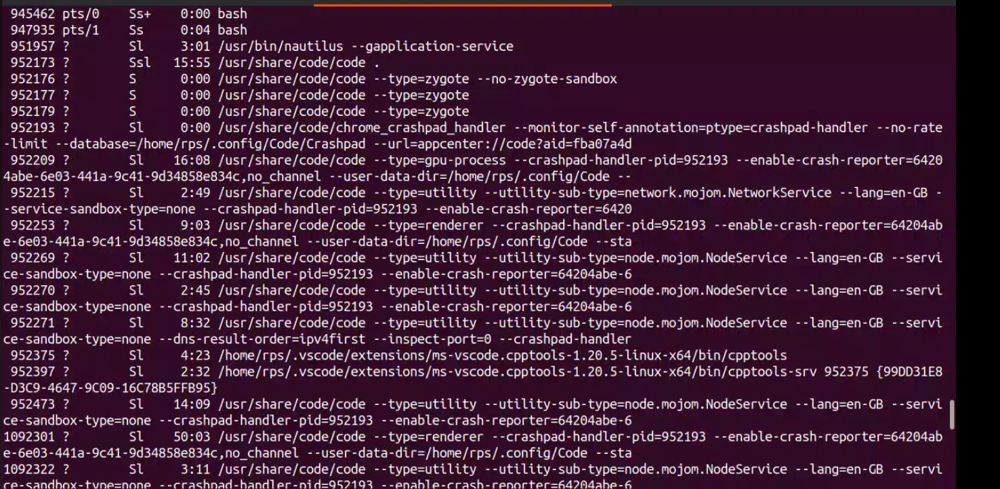 945462 pts/0    Ss+    0:00 bash
947935 pts/1    Ss     0:04 bash
951957 ?        Sl     3:01 /usr/bin/nautilus --gapplication-service
952173 ?        Ssl   15:55 /usr/share/code/code .
952176 ?        S      0:00 /usr/share/code/code --type=zygote --no-zygote-sandbox
952177 ?        S      0:00 /usr/share/code/code --type=zygote
952179 ?        S      0:00 /usr/share/code/code --type=zygote
952193 ?        Sl     0:00 /usr/share/code/chrome_crashpad_handler --monitor-self-annotation=ptype=crashpad-handler --no-rate
-limit --database=/home/rps/.config/Code/Crashpad --url=appcenter://code?aid=fba07a4d
952209 ?        Sl    16:08 /usr/share/code/code --type=gpu-process --crashpad-handler-pid=952193 --enable-crash-reporter=6420
4abe-6e03-441a-9c41-9d34858e834c,no_channel --user-data-dir=/home/rps/.config/Code --
952215 ?        Sl     2:49 /usr/share/code/code --type=utility --utility-sub-type=network.mojom.NetworkService --lang=en-GB -
-service-sandbox-type=none --crashpad-handler-pid=952193 --enable-crash-reporter=6420
952253 ?        Sl     9:03 /usr/share/code/code --type=renderer --crashpad-handler-pid=952193 --enable-crash-reporter=64204ab
e-6e03-441a-9c41-9d34858e834c,no_channel --user-data-dir=/home/rps/.config/Code --sta
952269 ?        Sl    11:02 /usr/share/code/code --type=utility --utility-sub-type=node.mojom.NodeService --lang=en-GB --servi
ce-sandbox-type=none --crashpad-handler-pid=952193 --enable-crash-reporter=64204abe-6
952270 ?        Sl     2:45 /usr/share/code/code --type=utility --utility-sub-type=node.mojom.NodeService --lang=en-GB --servi
ce-sandbox-type=none --crashpad-handler-pid=952193 --enable-crash-reporter=64204abe-6
952271 ?        Sl     8:32 /usr/share/code/code --type=utility --utility-sub-type=node.mojom.NodeService --lang=en-GB --servi
ce-sandbox-type=none --dns-result-order=ipv4first --inspect-port=0 --crashpad-handler
952375 ?        Sl     4:23 /home/rps/.vscode/extensions/ms-vscode.cpptools-1.20.5-linux-x64/bin/cpptools
952397 ?        Sl     2:32 /home/rps/.vscode/extensions/ms-vscode.cpptools-1.20.5-linux-x64/bin/cpptools-srv 952375 {99DD31E8
-D3C9-4647-9C09-16C78B5FFB95}
952473 ?        Sl    14:09 /usr/share/code/code --type=utility --utility-sub-type=node.mojom.NodeService --lang=en-GB --servi
ce-sandbox-type=none --crashpad-handler-pid=952193 --enable-crash-reporter=64204abe-6
1092301 ?        Sl    50:03 /usr/share/code/code --type=renderer --crashpad-handler-pid=952193 --enable-crash-reporter=64204ab
e-6e03-441a-9c41-9d34858e834c,no_channel --user-data-dir=/home/rps/.config/Code --sta
1092322 ?        Sl     3:11 /usr/share/code/code --type=utility --utility-sub-type=node.mojom.NodeService --lang=en-GB --servi
ce-sandbox-type=none --crashpad-handler-pid=952193 --enable-crash-reporter=64204abe-6